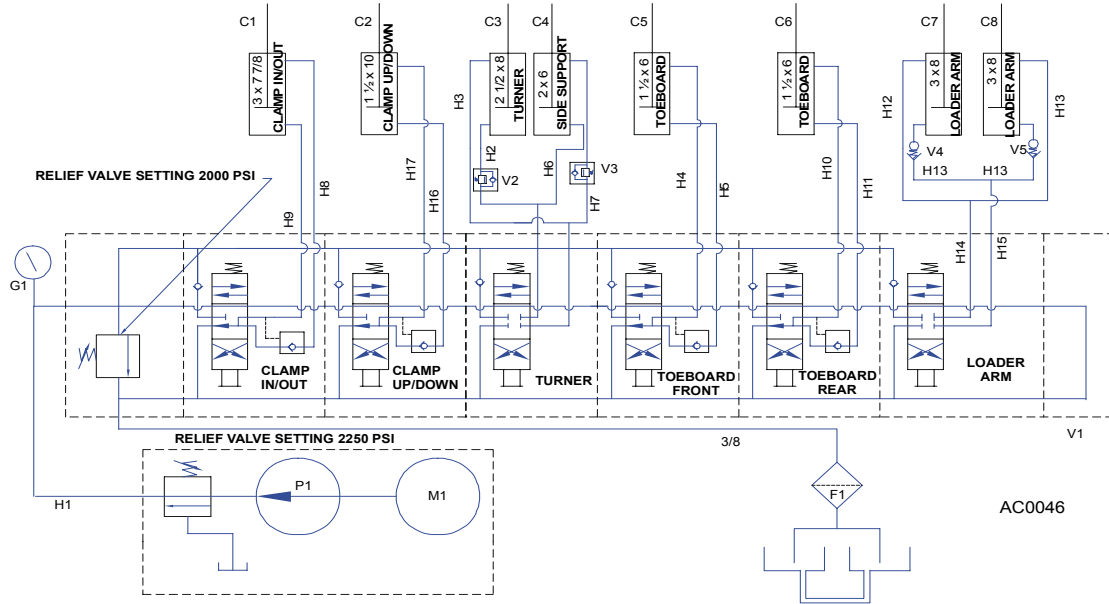 C1
C2
C3
C4
C5
C6
C7
C8
3 x 7 7/8
CLAMP IN/OUT
1 ½ x 10
CLAMP UP/DOWN
2 1/2 x 8
TURNER
2 x 6
SIDE SUPPORT
1 ½ x 6
TOEBOARD
1 ½ x 6
TOEBOARD
3 x 8
LOADER ARM
3 x 8
LOADER ARM
H3
H12
H13
H2
H6
V4
V5
V2
V3
H13
H13
H17
H8
H16
H9
H7
H4
H5
H10
H11
H14
H15
RELIEF VALVE SETTING 2000 PSI
G1
CLAMP
IN/OUT
CLAMP
UP/DOWN
TURNER
TOEBOARD
FRONT
TOEBOARD
REAR
LOADER
ARM
RELIEF VALVE SETTING 2250 PSI
3/8
V1
H1
P1
M1
F1
AC0046